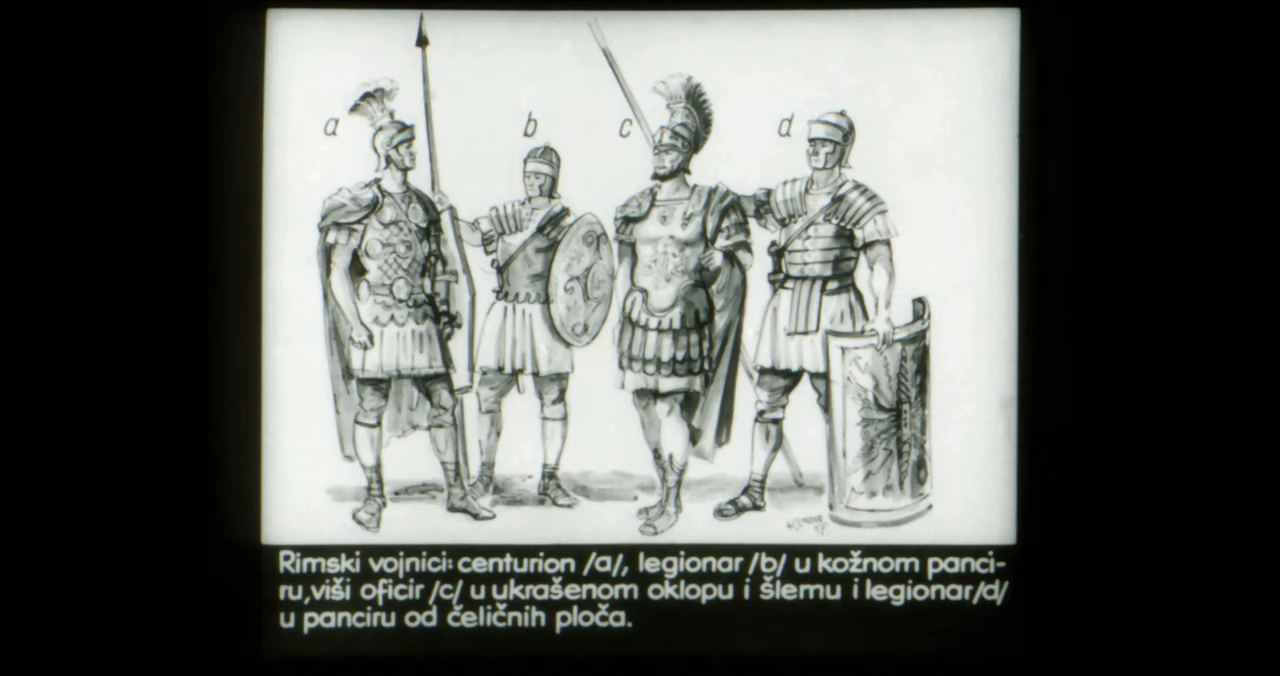 a
b
c
d
Rimski vojnici: centurion /a/, legionar /b/ u kožnom panci-
ru,viši oficir /c/ u ukrašenom oklopu i šlemu i legionar/d/
u panciru od čeličnih ploča.